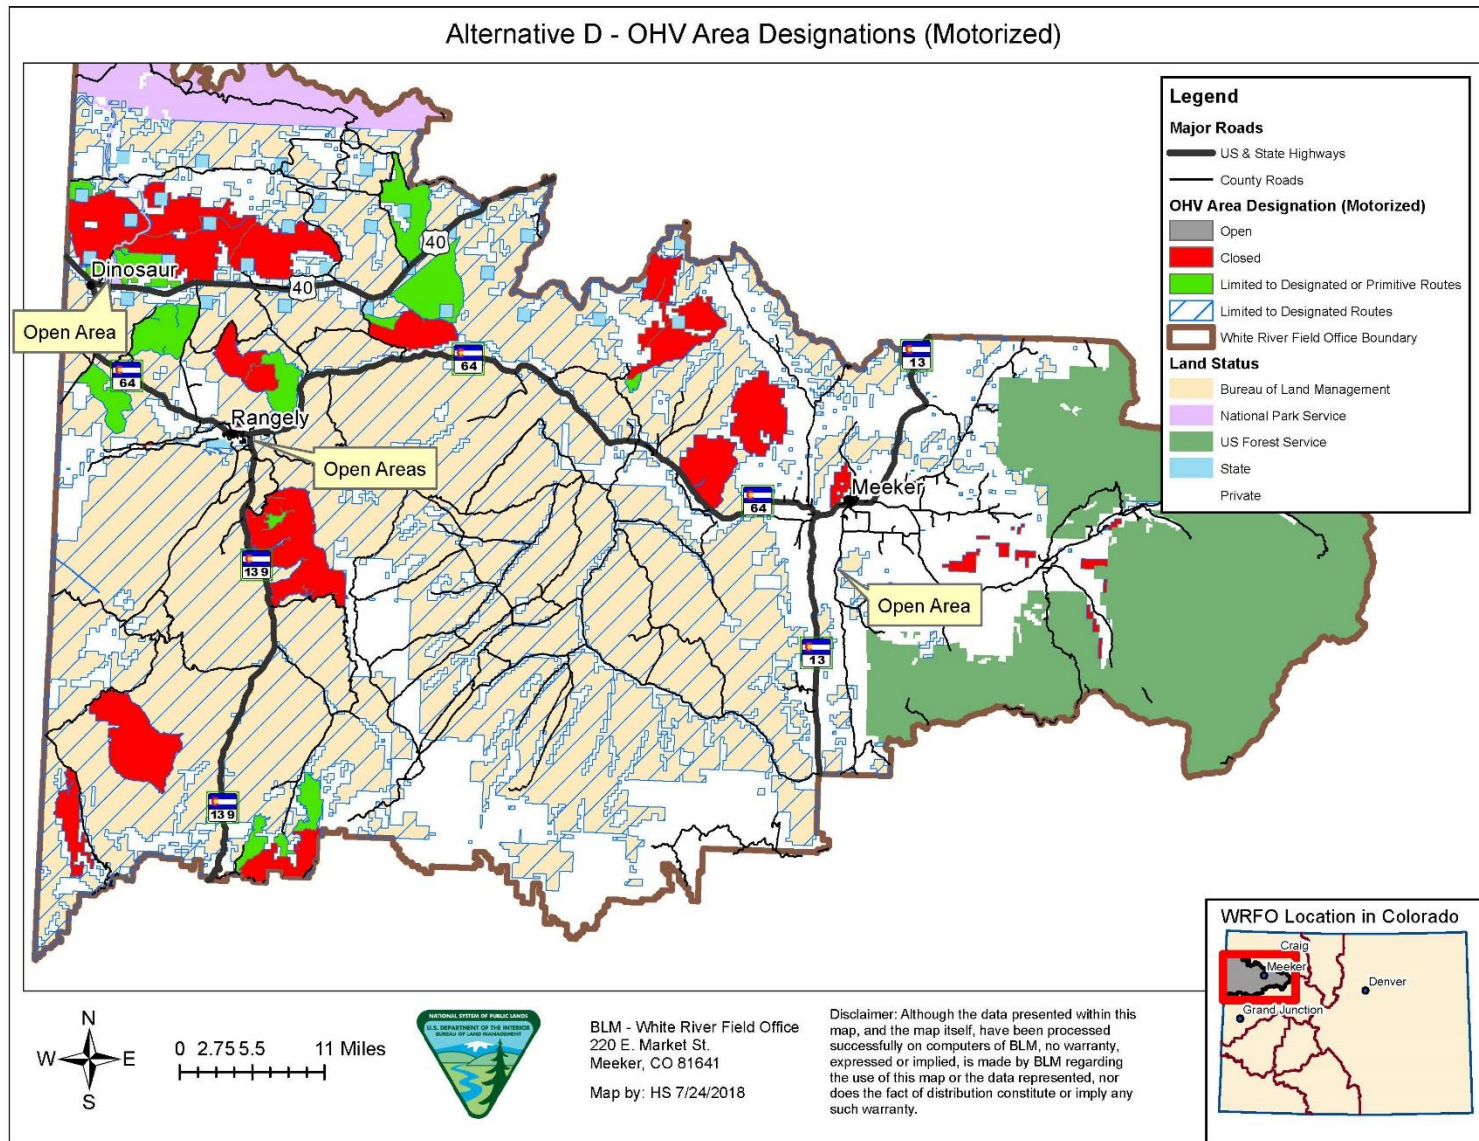 Alternative D - OHV Area Designations (Motorized)
Legend
Major Roads
US & State Highways
County Roads
OHV Area Designation (Motorized)
Open
Closed
Limited to Designated or Primitive Routes
Limited to Designated Routes
White River Field Office Boundary
Land Status
Bureau of Land Management
National Park Service
US Forest Service
State
Private
40
Dinosaur
40
Open Area
64
64
13
Rangely
Open Areas
Meeker
64
139
Open Area
13
139
WRFO Location in Colorado
Craig
Meeker
Denver
Grand Junction
N
W
E
S
0 2.75 5.5 11 Miles
NATIONAL SYSTEM OF PUBLIC LANDS
U.S. DEPARTMENT OF THE INTERIOR
BUREAU OF LAND MANAGEMENT
BLM - White River Field Office
220 E. Market St.
Meeker, CO 81641
Map by: HS 7/24/2018
Disclaimer: Although the data presented within this
map, and the map itself, have been processed
successfully on computers of BLM, no warranty,
expressed or implied, is made by BLM regarding
the use of this map or the data represented, nor
does the fact of distribution constitute or imply any
such warranty.